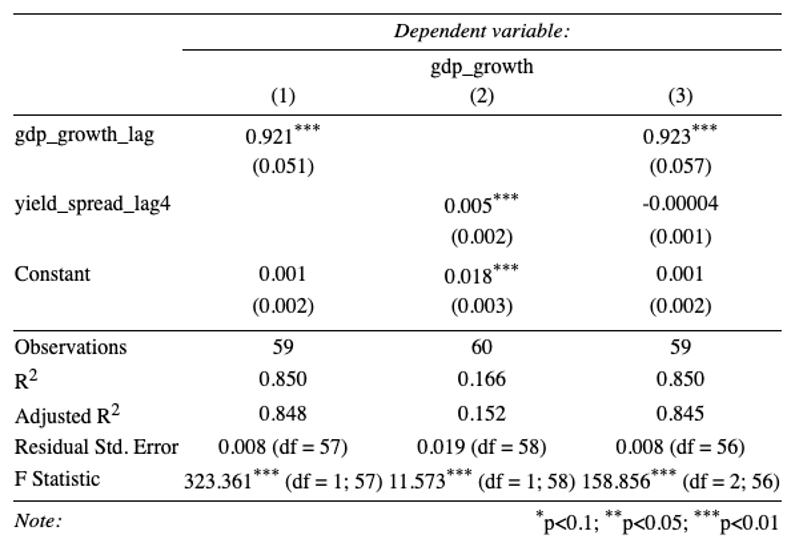 Dependent variable:
gdp_growth
(1) (2) (3)
gdp_growth_lag 0.921*** 0.923***
(0.051) (0.057)
yield_spread_lag4 0.005*** -0.00004
(0.002) (0.001)
Constant 0.001 0.018*** 0.001
(0.002) (0.003) (0.002)
Observations 59 60 59
R2 0.850 0.166 0.850
Adjusted R2 0.848 0.152 0.845
Residual Std. Error 0.008 (df = 57) 0.019 (df = 58) 0.008 (df = 56)
F Statistic 323.361*** (df = 1; 57) 11.573*** (df = 1; 58) 158.856*** (df = 2; 56)
Note: *p<0.1; **p<0.05; ***p<0.01